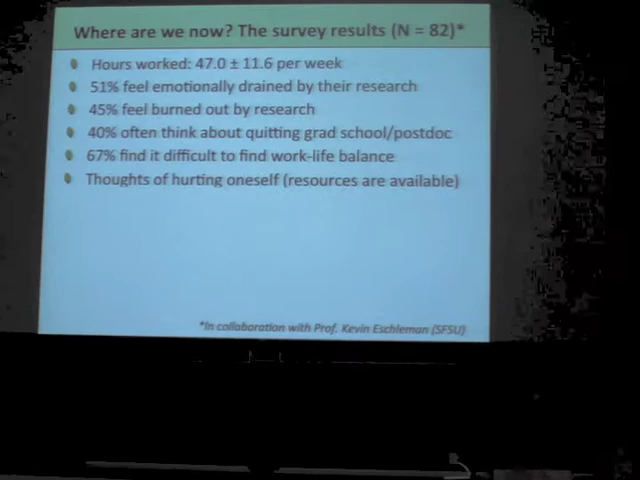 Where are we now? The survey results (N = 82)*
Hours worked: 47.0 ± 11.6 per week
51% feel emotionally drained by their research
45% feel burned out by research
40% often think about quitting grad school/postdoc
67% find it difficult to find work-life balance
Thoughts of hurting oneself (resources are available)
*In collaboration with Prof. Kevin Eschleman (SFSU)